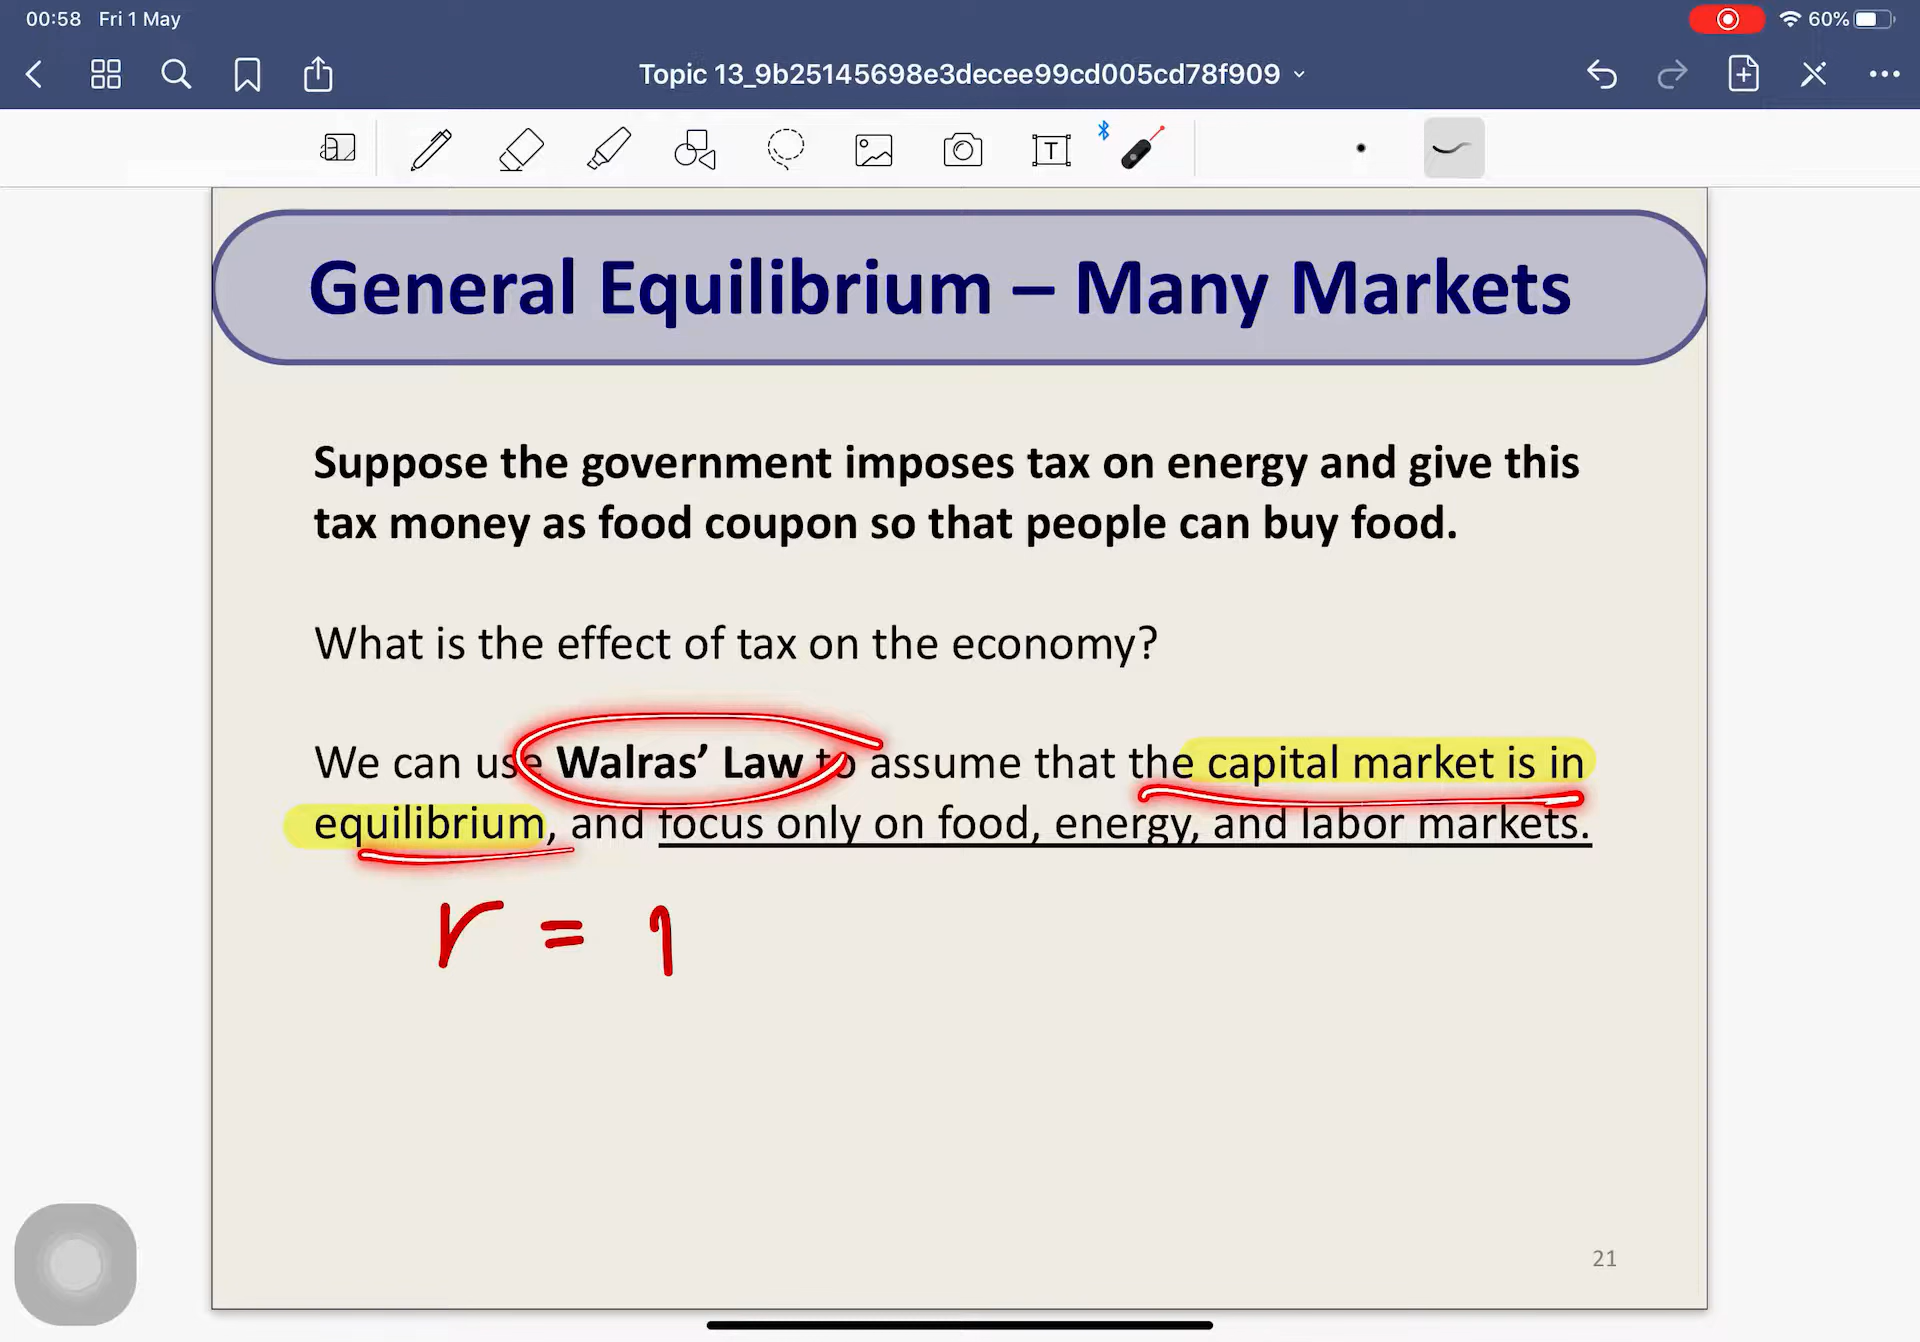 00:58 Fri 1 May
60%
Topic 13_9b25145698e3decee99cd005cd78f909
General Equilibrium – Many Markets
Suppose the government imposes tax on energy and give this
tax money as food coupon so that people can buy food.
What is the effect of tax on the economy?
We can use Walras’ Law to assume that the capital market is in
equilibrium, and focus only on food, energy, and labor markets.
r = 1
21